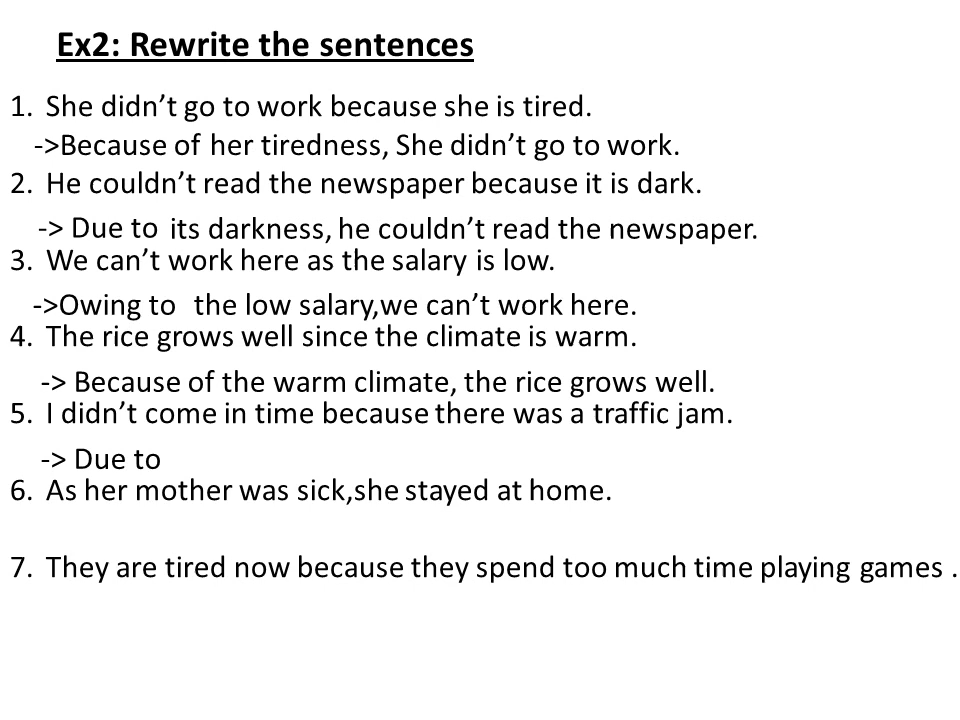 Ex2: Rewrite the sentences
1. She didn’t go to work because she is tired.
->Because of her tiredness, She didn’t go to work.
2. He couldn’t read the newspaper because it is dark.
-> Due to its darkness, he couldn’t read the newspaper.
3. We can’t work here as the salary is low.
->Owing to the low salary,we can’t work here.
4. The rice grows well since the climate is warm.
-> Because of the warm climate, the rice grows well.
5. I didn’t come in time because there was a traffic jam.
-> Due to
6. As her mother was sick,she stayed at home.
7. They are tired now because they spend too much time playing games .